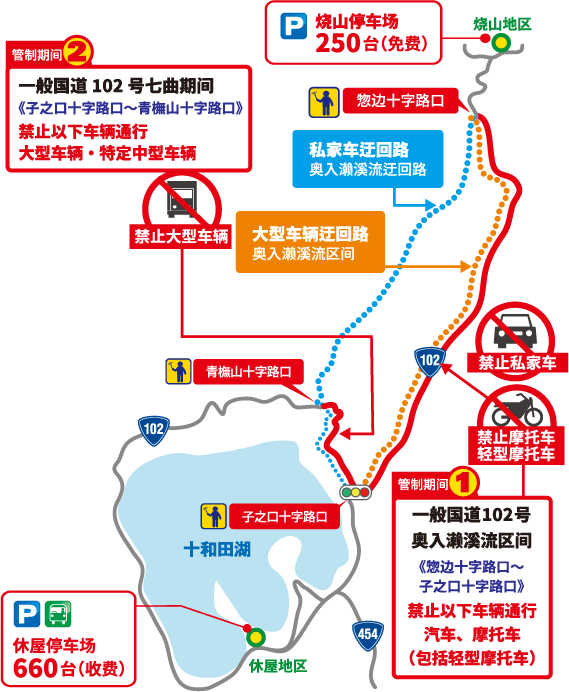 P 烧山停车场
250台（免费）
烧山地区
管制期间2
一般国道 102 号七曲期间
《子之口十字路口～青橅山十字路口》
禁止以下车辆通行
大型车辆・特定中型车辆
惣边十字路口
私家车迂回路
奥入濑溪流迂回路
禁止大型车辆
大型车辆迂回路
奥入濑溪流区间
禁止私家车
102
青橅山十字路口
禁止摩托车
轻型摩托车
102
管制期间1
一般国道102号
奥入濑溪流区间
《惣边十字路口～
子之口十字路口》
禁止以下车辆通行
汽车、摩托车
（包括轻型摩托车）
子之口十字路口
十和田湖
P
休屋停车场
660台（收费）
休屋地区
454